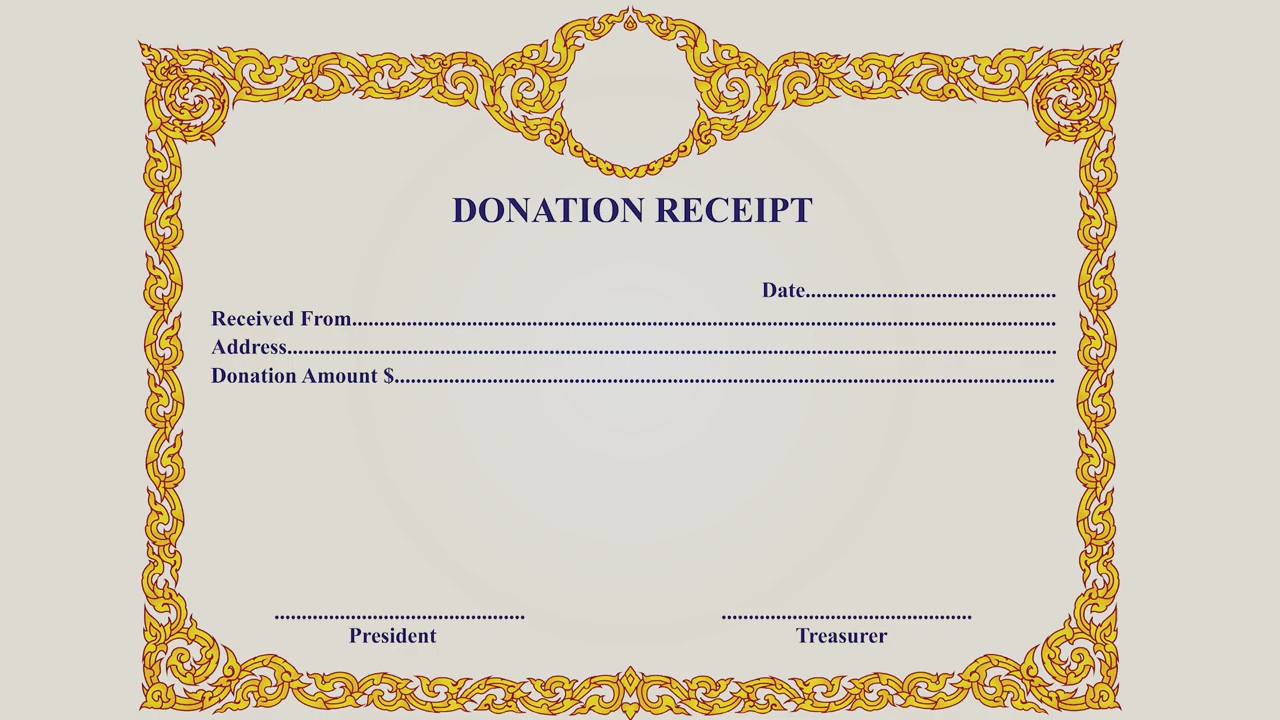 DONATION RECEIPT
Date..............................................
Received From.................................................................................................................................
Address.............................................................................................................................................
Donation Amount $.........................................................................................................................
.............................................. ..............................................
President Treasurer